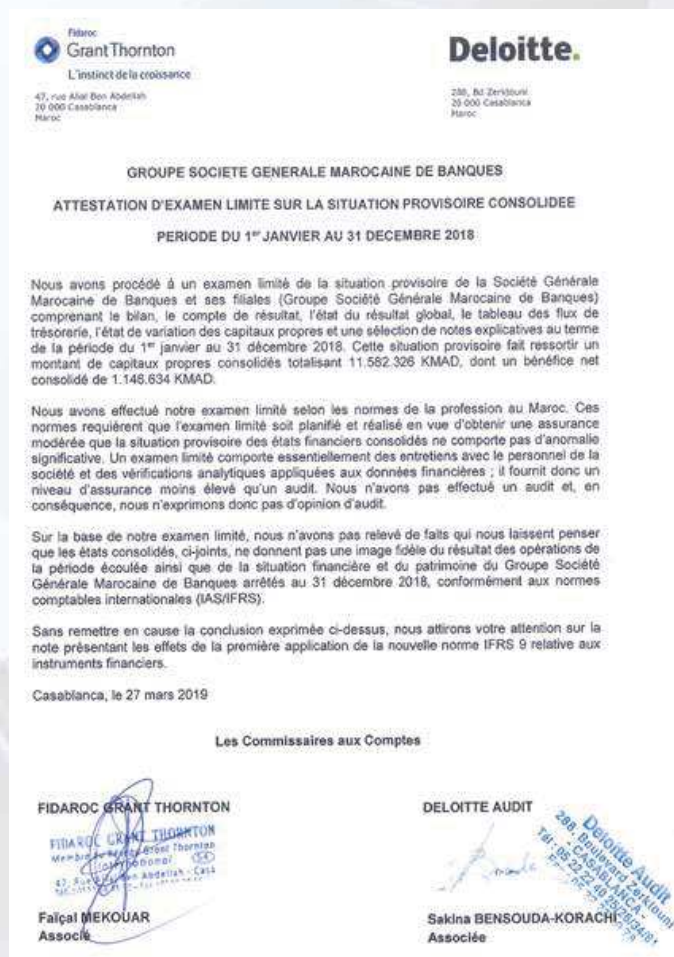 Fidaroc
Grant Thornton
L'instinct de la croissance
47, rue Allal Ben Abdellah
20 000 Casablanca
Maroc
Deloitte.
288, Bd Zerktouni
20 000 Casablanca
Maroc
GROUPE SOCIETE GENERALE MAROCAINE DE BANQUES
ATTESTATION D'EXAMEN LIMITE SUR LA SITUATION PROVISOIRE CONSOLIDEE
PERIODE DU 1er JANVIER AU 31 DECEMBRE 2018
Nous avons procédé à un examen limité de la situation provisoire de la Société Générale
Marocaine de Banques et ses filiales (Groupe Société Générale Marocaine de Banques)
comprenant le bilan, le compte de résultat, l'état du résultat global, le tableau des flux de
trésorerie, l'état de variation des capitaux propres et une sélection de notes explicatives au terme
de la période du 1er janvier au 31 décembre 2018. Cette situation provisoire fait ressortir un
montant de capitaux propres consolidés totalisant 11.582.326 KMAD, dont un bénéfice net
consolidé de 1.146.634 KMAD.
Nous avons effectué notre examen limité selon les normes de la profession au Maroc. Ces
normes requièrent que l'examen limité soit planifié et réalisé en vue d'obtenir une assurance
modérée que la situation provisoire des états financiers consolidés ne comporte pas d'anomalie
significative. Un examen limité comporte essentiellement des entretiens avec le personnel de la
société et des vérifications analytiques appliquées aux données financières ; il fournit donc un
niveau d'assurance moins élevé qu'un audit. Nous n'avons pas effectué un audit et, en
conséquence, nous n'exprimons donc pas d'opinion d'audit.
Sur la base de notre examen limité, nous n'avons pas relevé de faits qui nous laissent penser
que les états consolidés, ci-joints, ne donnent pas une image fidèle du résultat des opérations de
la période écoulée ainsi que de la situation financière et du patrimoine du Groupe Société
Générale Marocaine de Banques arrêtés au 31 décembre 2018, conformément aux normes
comptables internationales (IAS/IFRS).
Sans remettre en cause la conclusion exprimée ci-dessus, nous attirons votre attention sur la
note présentant les effets de la première application de la nouvelle norme IFRS 9 relative aux
instruments financiers.
Casablanca, le 27 mars 2019
Les Commissaires aux Comptes
FIDAROC GRANT THORNTON
FIDAROC GRANT THORNTON
Membre Grant Thornton
International
47, Rue Ben Abdellah - Casa
Faïçal MEKOUAR
Associé
DELOITTE AUDIT
Deloitte Audit
288, Boulevard Zerktouni
- CASABLANCA -
Sakina BENSOUDA-KORACHI
Associée